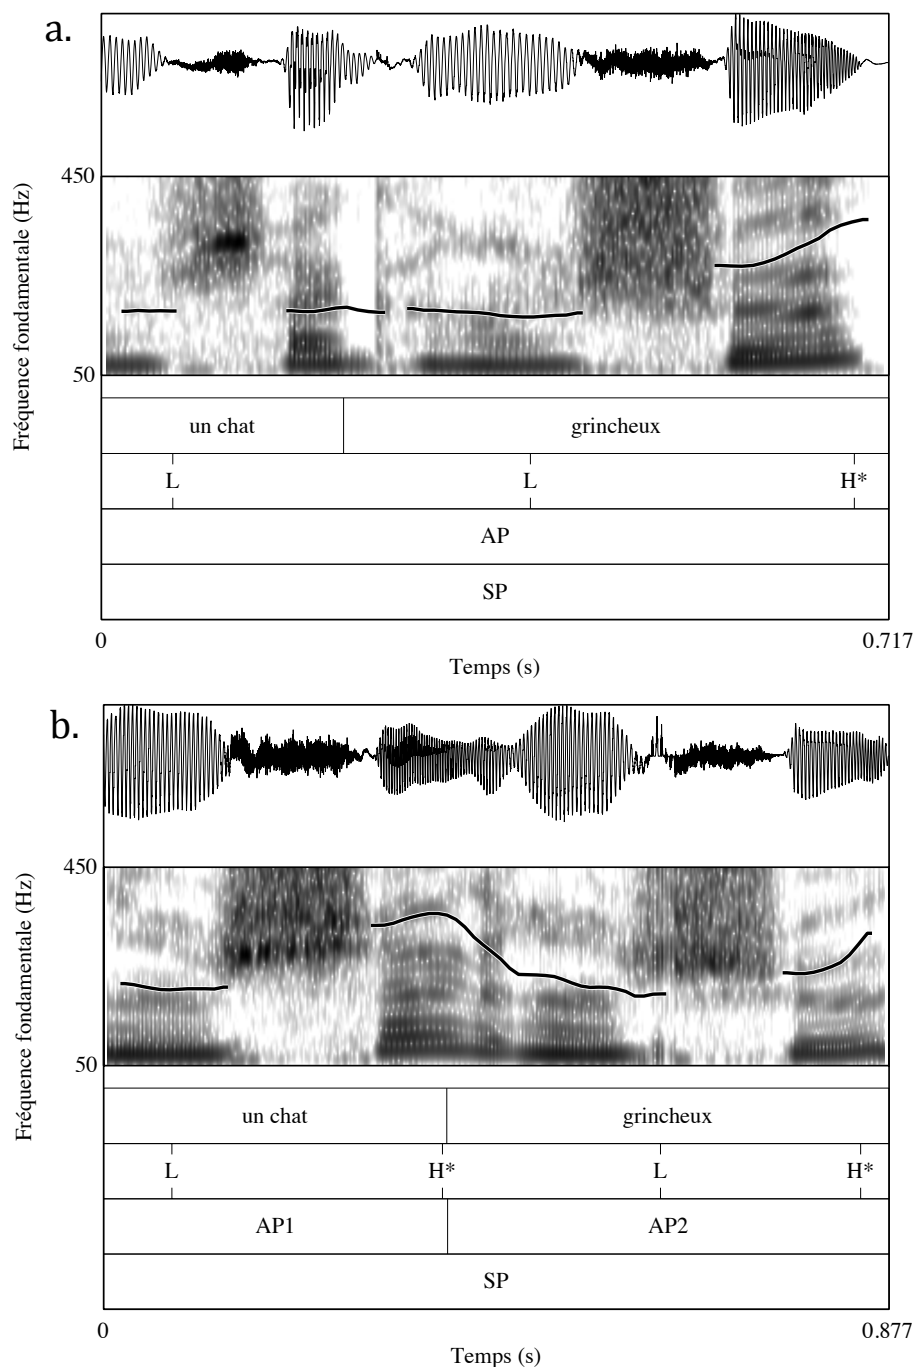 a.
450
Fréquence fondamentale (Hz)
50
un chat grincheux
L L H*
AP
SP
0 0.717
Temps (s)
b.
450
Fréquence fondamentale (Hz)
50
un chat grincheux
L H* L H*
AP1 AP2
SP
0 0.877
Temps (s)